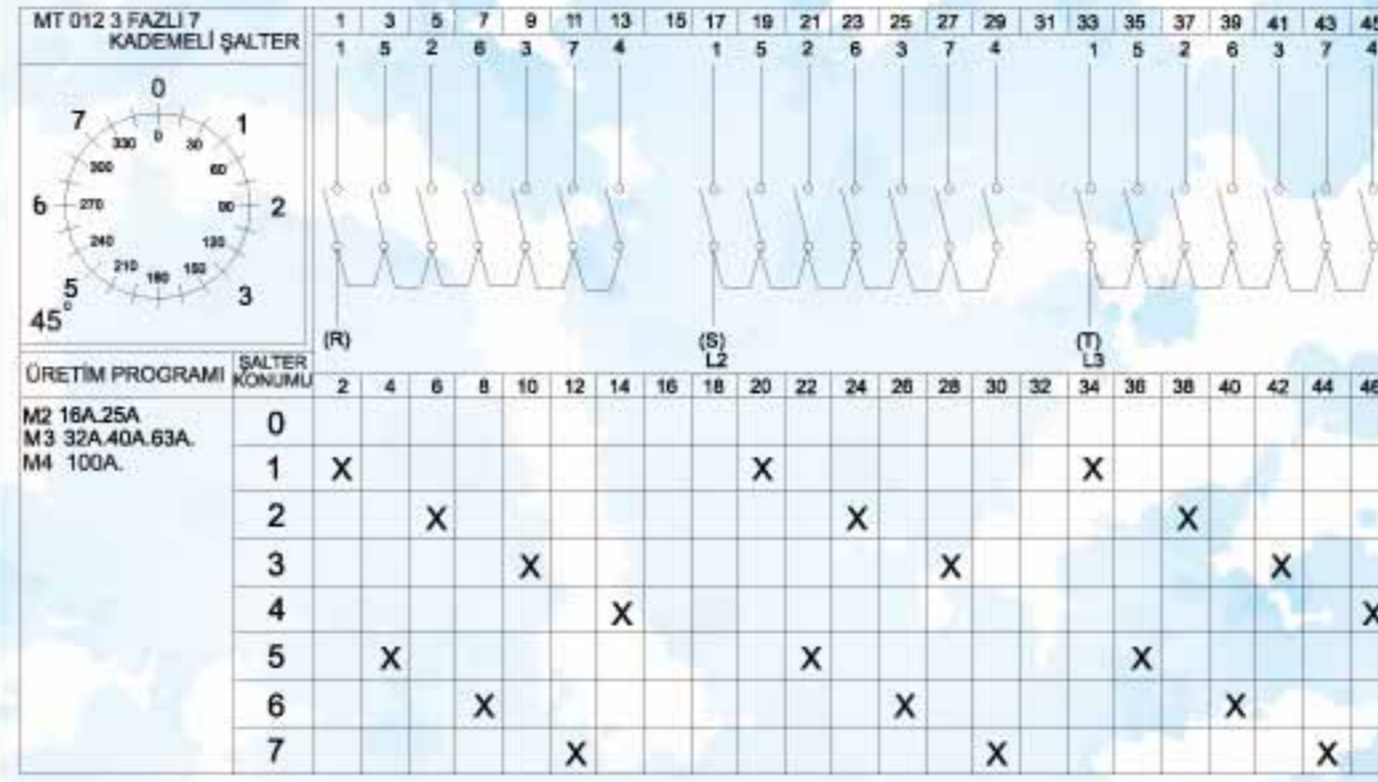 MT 012 3 FAZLI 7
KADEMELİ ŞALTER
1 3 5 7 9 11 13 15 17 19 21 23 25 27 29 31 33 35 37 39 41 43 45
1 5 2 6 3 7 4 1 5 2 6 3 7 4 1 5 2 6 3 7 4
0
7 1
330 0 30
300 60
6 270 90 2
240 120
210 180 150
5 3
45°
(R) (S) (T)
L2 L3
ÜRETİM PROGRAMI
ŞALTER
KONUMU
2 4 6 8 10 12 14 16 18 20 22 24 26 28 30 32 34 36 38 40 42 44 46
M2 16A.25A
M3 32A.40A.63A.
M4 100A.
0
1 X X X
2 X X X
3 X X X
4 X X
5 X X X
6 X X X
7 X X X